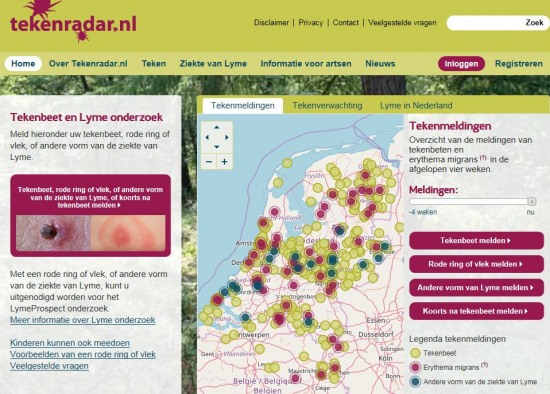 tekenradar.nl
Disclaimer | Privacy | Contact | Veelgestelde vragen
Zoek
Home
Over Tekenradar.nl
Teken
Ziekte van Lyme
Informatie voor artsen
Nieuws
Inloggen
Registreren
Tekenbeet en Lyme onderzoek
Meld hieronder uw tekenbeet, rode ring of
vlek, of andere vorm van de ziekte van
Lyme.
Tekenbeet, rode ring of vlek, of andere vorm
van de ziekte van Lyme, of koorts na
tekenbeet melden
Met een rode ring of vlek, of andere vorm
van de ziekte van Lyme, kunt u
uitgenodigd worden voor het
LymeProspect onderzoek.
Meer informatie over Lyme onderzoek
Kinderen kunnen ook meedoen
Voorbeelden van een rode ring of vlek
Veelgestelde vragen
Tekenmeldingen
Tekenverwachting
Lyme in Nederland
Fryslân
Essen
Düsseldorf
Köln
Gent
Maastricht
België / Belgique
Liège
Tekenmeldingen
Overzicht van de meldingen van
tekenbeten en
erythema migrans (?) in de
afgelopen vier weken.
Meldingen:
-4 weken
nu
Tekenbeet melden
Rode ring of vlek melden
Andere vorm van Lyme melden
Koorts na tekenbeet melden
Legenda tekenmeldingen
Tekenbeet
Erythema migrans (?)
Andere vorm van de ziekte van Lyme